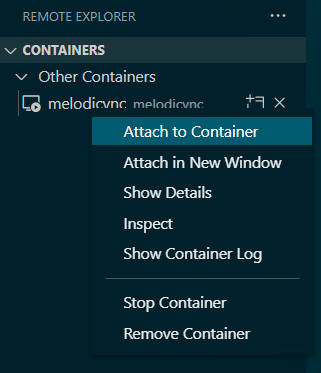 REMOTE EXPLORER
CONTAINERS
Other Containers
melodicvnc melodicvnc
Attach to Container
Attach in New Window
Show Details
Inspect
Show Container Log
Stop Container
Remove Container